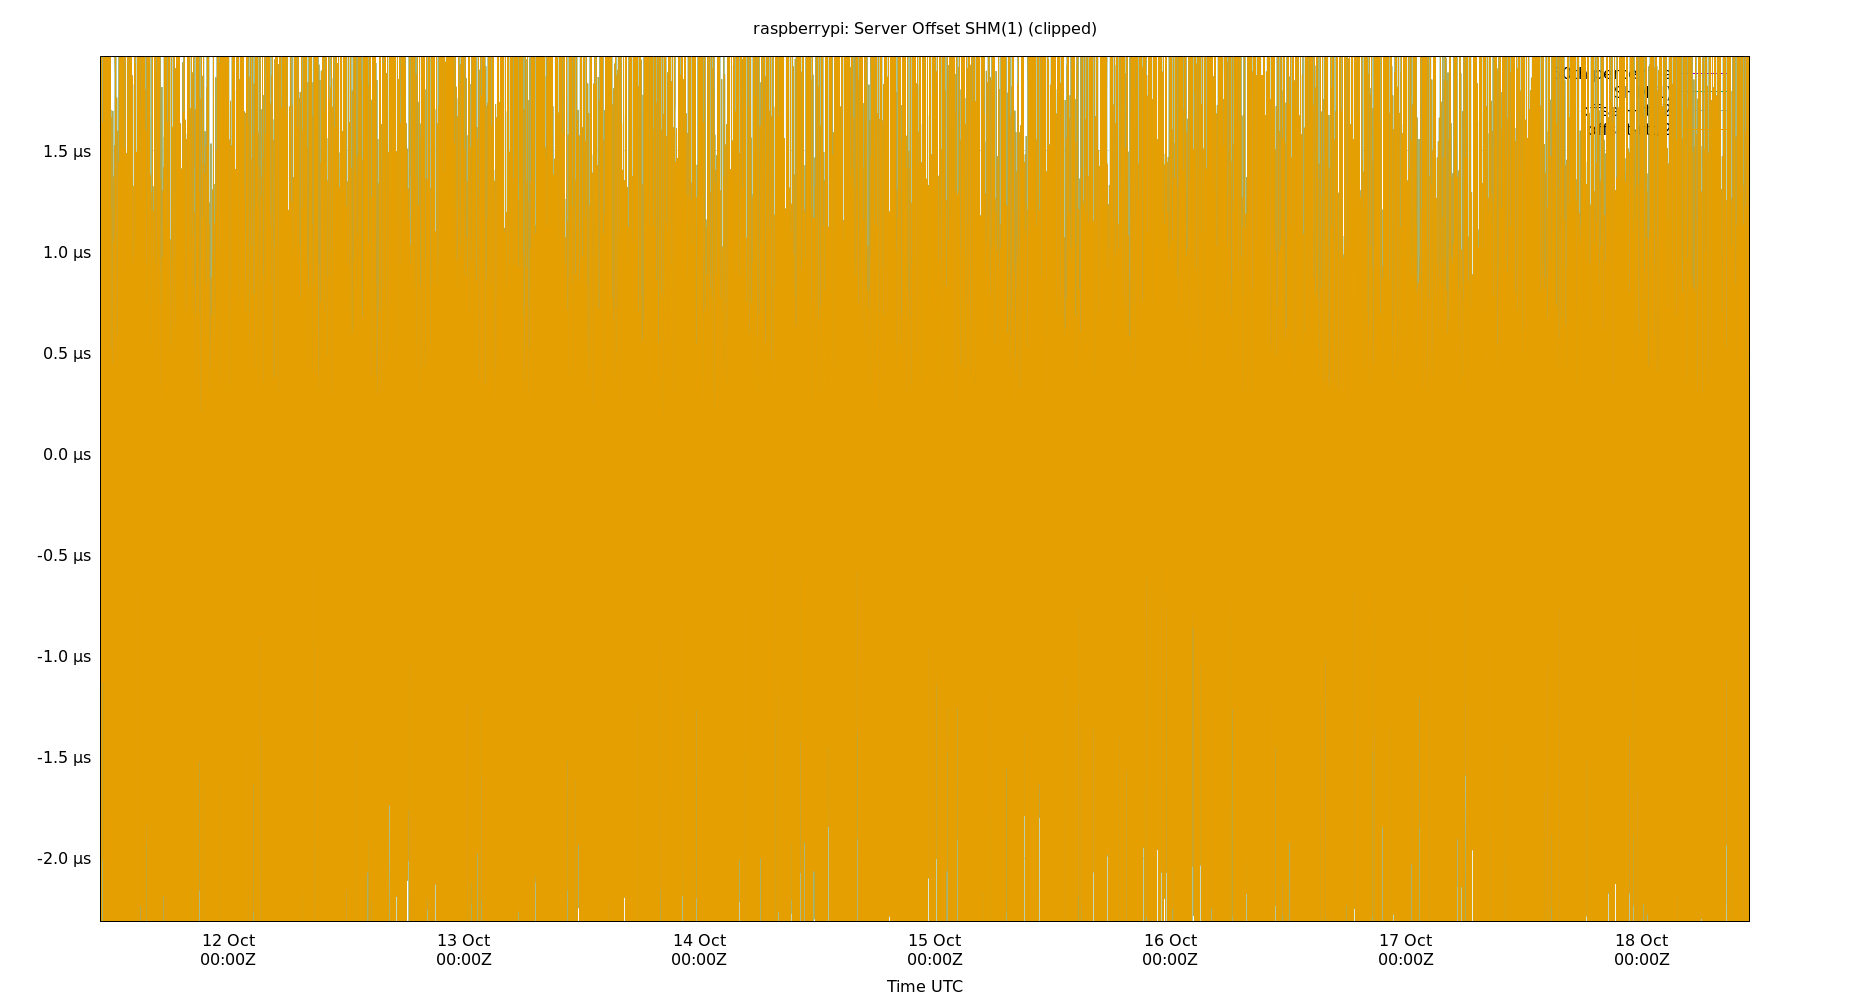 raspberrypi: Server Offset SHM(1) (clipped)
1.5 µs
1.0 µs
0.5 µs
0.0 µs
-0.5 µs
-1.0 µs
-1.5 µs
-2.0 µs
12 Oct 13 Oct 14 Oct 15 Oct 16 Oct 17 Oct 18 Oct
00:00Z 00:00Z 00:00Z 00:00Z 00:00Z 00:00Z 00:00Z
Time UTC